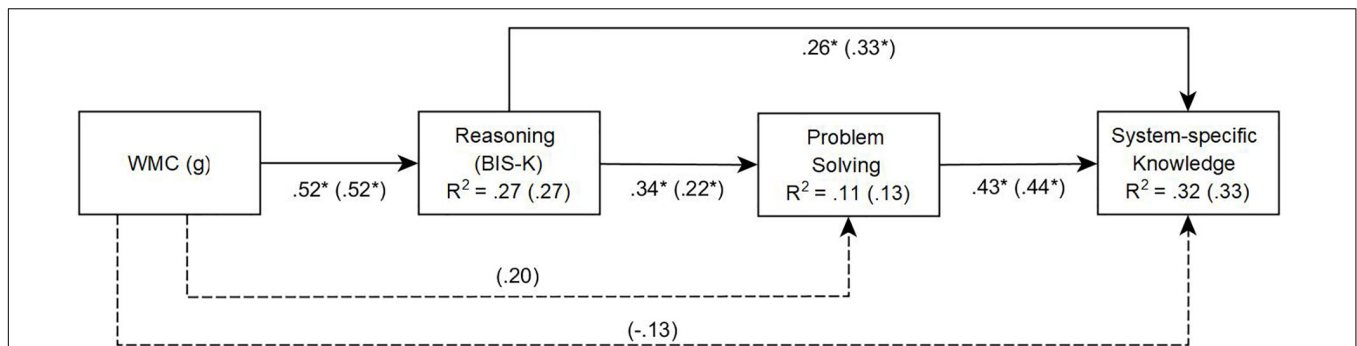 .26* (.33*)
WMC (g)
Reasoning
(BIS-K)
R² = .27 (.27)
Problem
Solving
R² = .11 (.13)
System-specific
Knowledge
R² = .32 (.33)
.52* (.52*)
.34* (.22*)
.43* (.44*)
(.20)
(-.13)